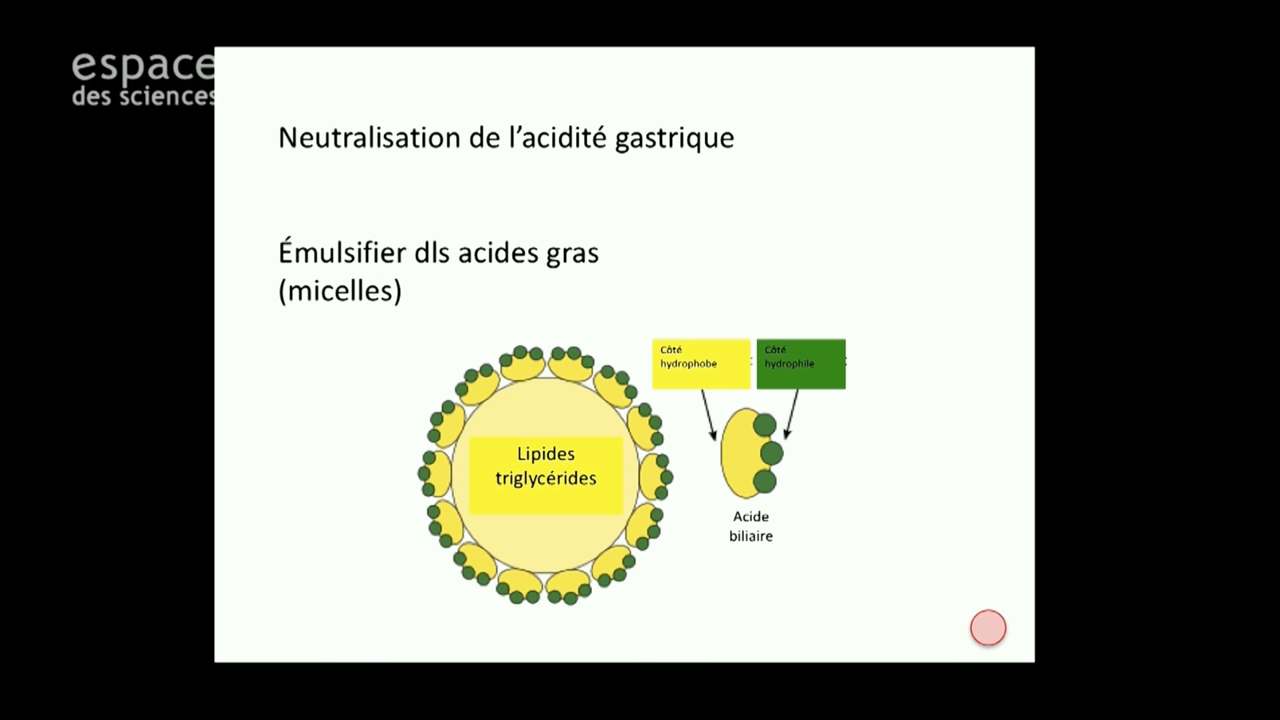 espace
des sciences
Neutralisation de l’acidité gastrique
Émulsifier dls acides gras
(micelles)
Côté
hydrophobe
Côté
hydrophile
Lipides
triglycérides
Acide
biliaire